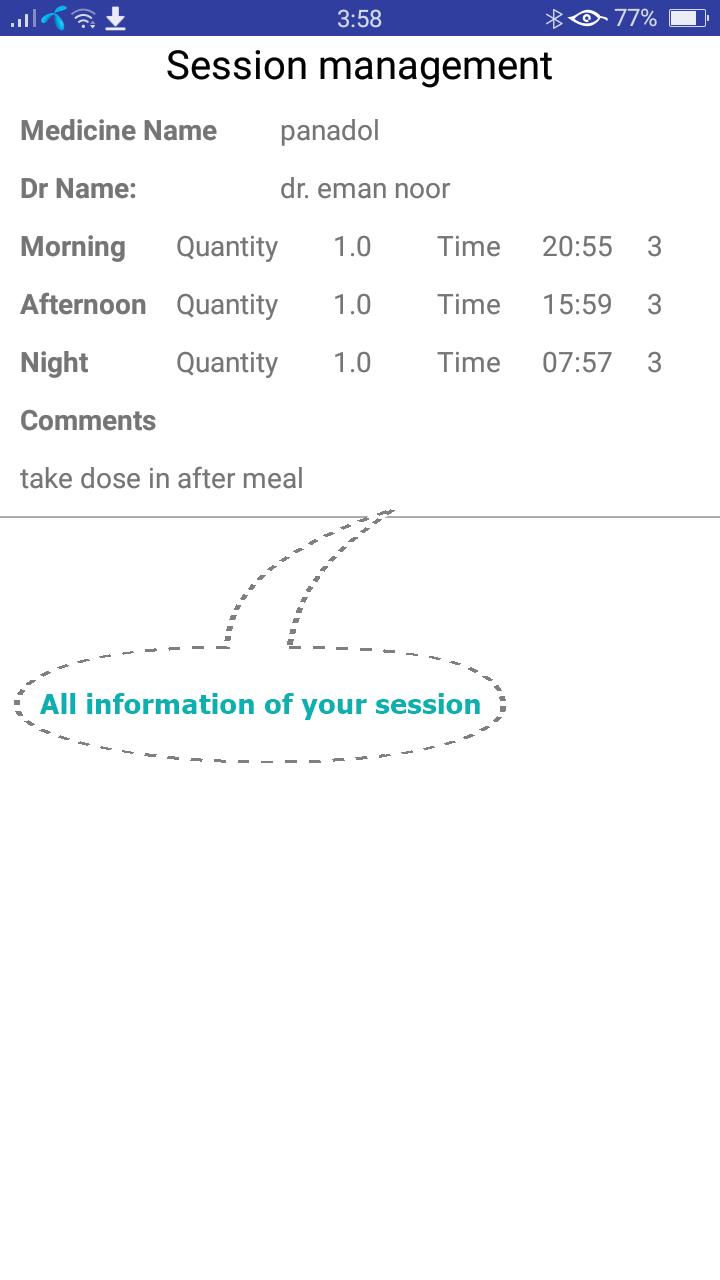 3:58 77%
Session management
Medicine Name panadol
Dr Name: dr. eman noor
Morning Quantity 1.0 Time 20:55 3
Afternoon Quantity 1.0 Time 15:59 3
Night Quantity 1.0 Time 07:57 3
Comments
take dose in after meal
All information of your session